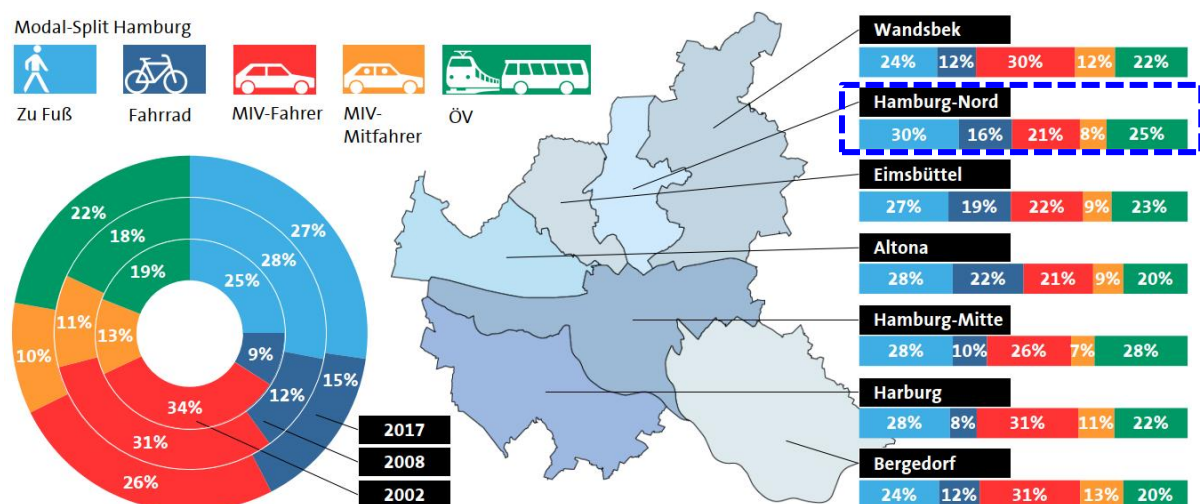 Modal-Split Hamburg
Zu Fuß
Fahrrad
MIV-Fahrer
MIV-
Mitfahrer
ÖV
22%
27%
18%
28%
19%
25%
11%
13%
9%
10%
12%
15%
34%
31%
26%
2017
2008
2002
Wandsbek
24% 12% 30% 12% 22%
Hamburg-Nord
30% 16% 21% 8% 25%
Eimsbüttel
27% 19% 22% 9% 23%
Altona
28% 22% 21% 9% 20%
Hamburg-Mitte
28% 10% 26% 7% 28%
Harburg
28% 8% 31% 11% 22%
Bergedorf
24% 12% 31% 13% 20%